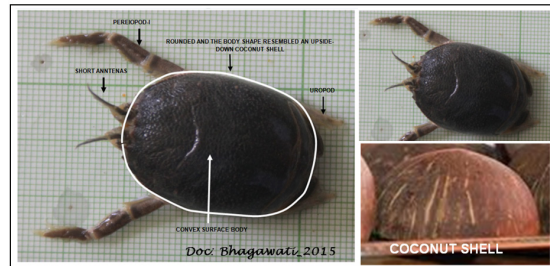 PEREIOPOD-I
ROUNDED AND THE BODY SHAPE RESEMBLED AN UPSIDE-
DOWN COCONUT SHELL
SHORT ANNTENAS
UROPOD
CONVEX SURFACE BODY
Doc. Bhagawati_2015
COCONUT SHELL